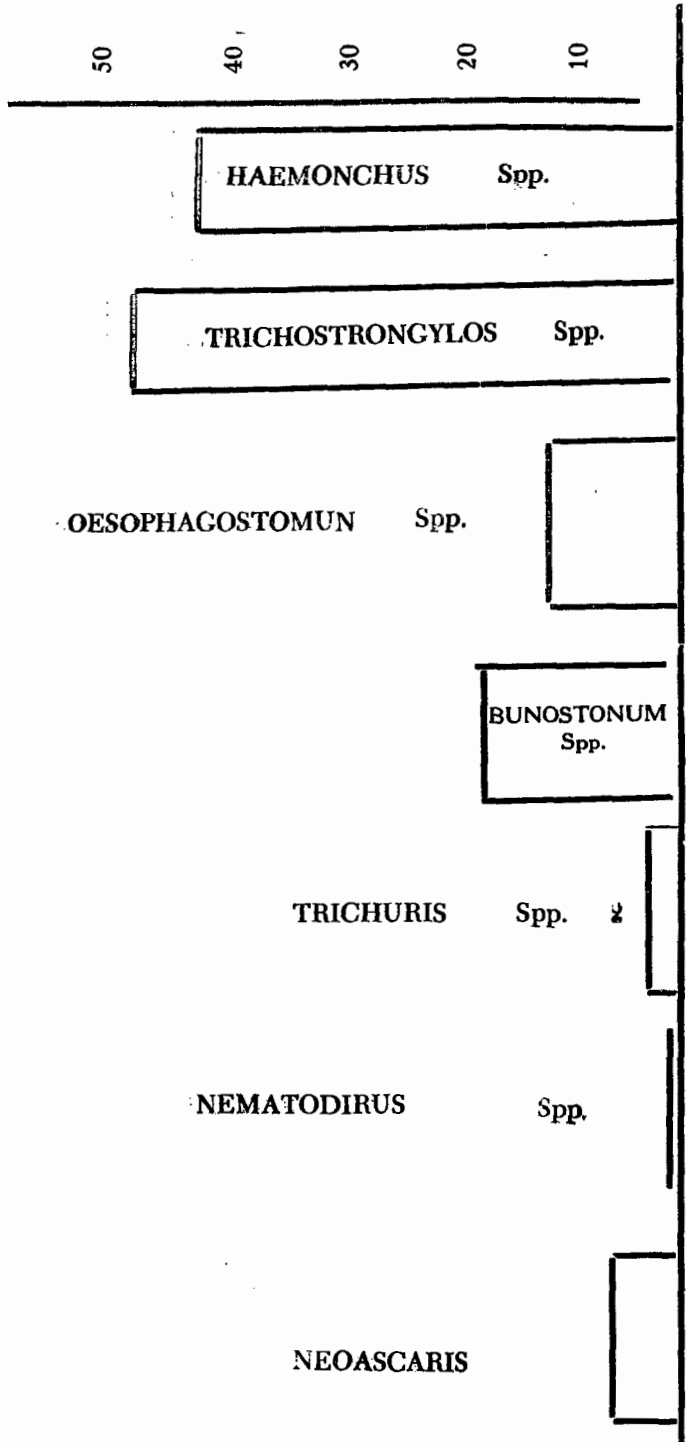 50 40 30 20 10
HAEMONCHUS Spp.
TRICHOSTRONGYLOS Spp.
OESOPHAGOSTOMUN Spp.
BUNOSTONUM
Spp.
TRICHURIS Spp.
NEMATODIRUS Spp.
NEOASCARIS